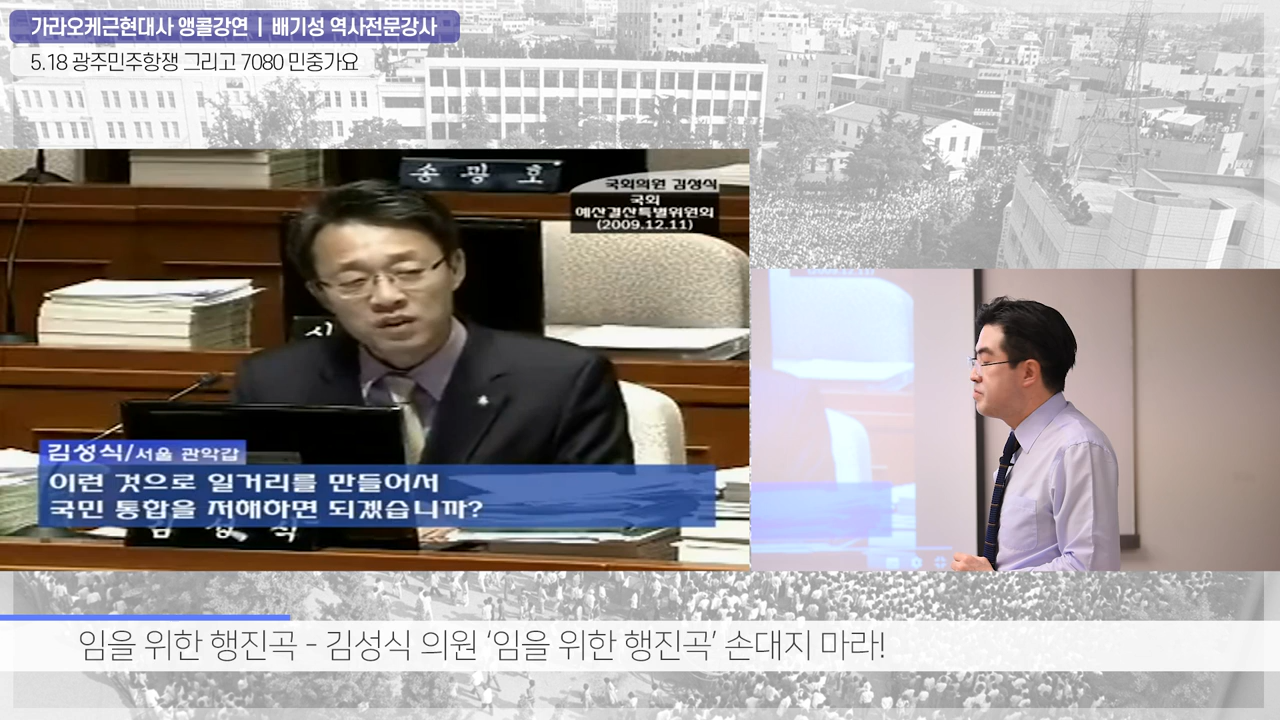 가라오케근현대사 앵콜강연 | 배기성 역사전문강사
5.18 광주민주항쟁 그리고 7080 민중가요
송 광 호
국회의원 김성식
국회
예산결산특별위원회
(2009.12.11)
김성식/서울 관악갑
이런 것으로 일거리를 만들어서
국민 통합을 저해하면 되겠습니까?
김 성 식
임을 위한 행진곡 - 김성식 의원 ‘임을 위한 행진곡’ 손대지 마라!